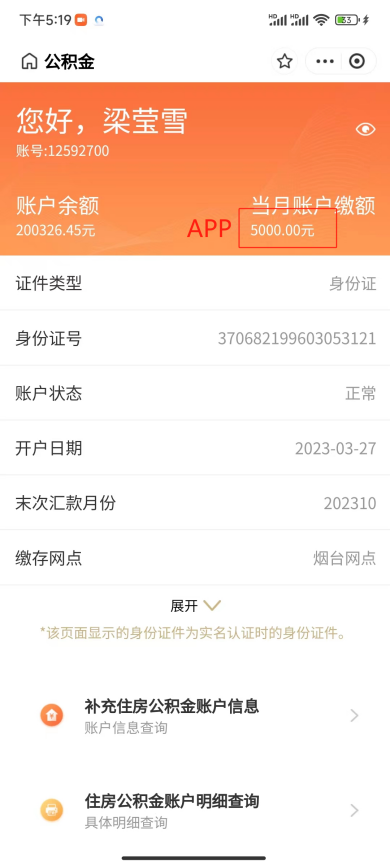 下午5:19
33
公积金
您好，梁莹雪
账号:12592700
账户余额
当月账户缴额
200326.45元
APP
5000.00元
证件类型
身份证
身份证号
370682199603053121
账户状态
正常
开户日期
2023-03-27
末次汇款月份
202310
缴存网点
烟台网点
展开
*该页面显示的身份证件为实名认证时的身份证件。
补充住房公积金账户信息
账户信息查询
住房公积金账户明细查询
具体明细查询